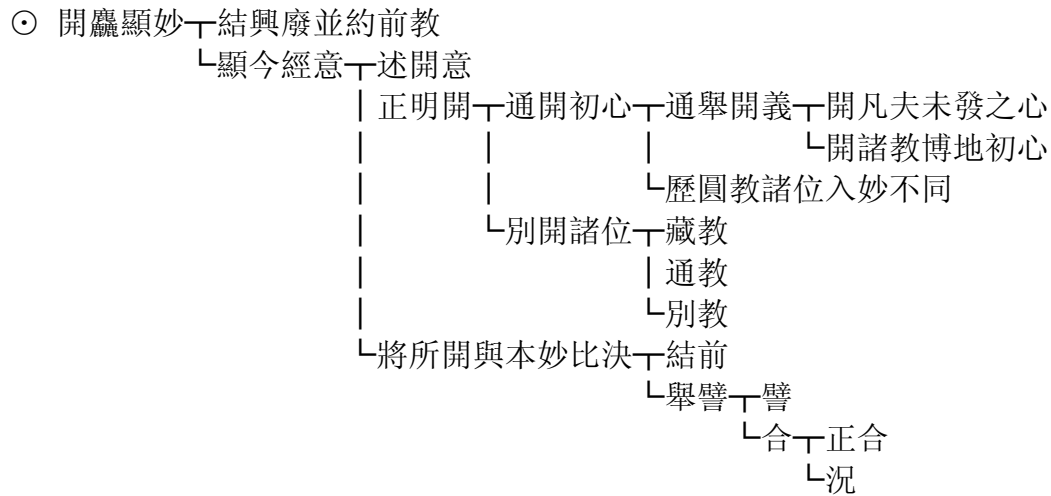 ⊙ 開麤顯妙┬結興廢並約前教
└顯今經意┬述開意
│正明開┬通開初心┬通舉開義┬開凡夫未發之心
│ │ │ └開諸教博地初心
│ │ └歷圓教諸位入妙不同
│ └別開諸位┬藏教
│ │通教
│ └別教
└將所開與本妙比決┬結前
└舉譬┬譬
└合┬正合
└況